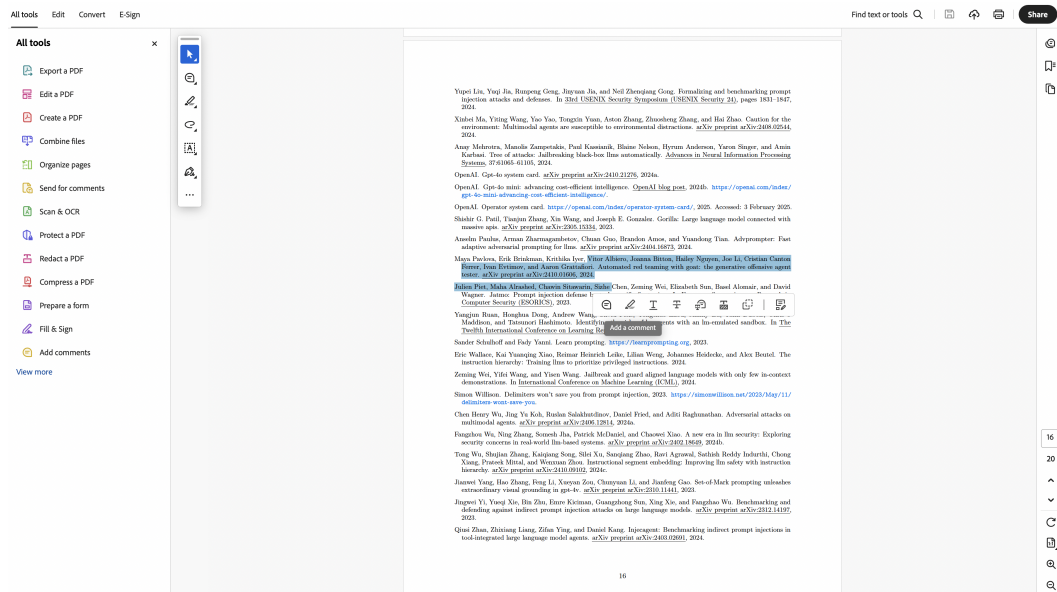 All tools
Edit
Convert
E-Sign
Find text or tools
Share
All tools
Export a PDF
Edit a PDF
Create a PDF
Combine files
Organize pages
Send for comments
Scan & OCR
Protect a PDF
Redact a PDF
Compress a PDF
Prepare a form
Fill & Sign
Add comments
View more
Yupei Liu, Yuqi Jia, Runpeng Geng, Jinyuan Jia, and Neil Zhenqiang Gong. Formalizing and benchmarking prompt
injection attacks and defenses. In 33rd USENIX Security Symposium (USENIX Security 24), pages 1831–1847,
2024.
Xinbei Ma, Yiting Wang, Yao Yao, Tongxin Yuan, Aston Zhang, Zhuosheng Zhang, and Hai Zhao. Caution for the
environment: Multimodal agents are susceptible to environmental distractions. arXiv preprint arXiv:2408.02544,
2024.
Anay Mehrotra, Manolis Zampetakis, Paul Kassianik, Blaine Nelson, Hyrum Anderson, Yaron Singer, and Amin
Karbasi. Tree of attacks: Jailbreaking black-box llms automatically. Advances in Neural Information Processing
Systems, 37:61065–61105, 2024.
OpenAI. Gpt-4o system card. arXiv preprint arXiv:2410.21276, 2024a.
OpenAI. Gpt-4o mini: advancing cost-efficient intelligence. OpenAI blog post, 2024b. https://openai.com/index/
gpt-4o-mini-advancing-cost-efficient-intelligence/.
OpenAI. Operator system card. https://openai.com/index/operator-system-card/, 2025. Accessed: 3 February 2025.
Shishir G. Patil, Tianjun Zhang, Xin Wang, and Joseph E. Gonzalez. Gorilla: Large language model connected with
massive apis. arXiv preprint arXiv:2305.15334, 2023.
Anselm Paulus, Arman Zharmagambetov, Chuan Guo, Brandon Amos, and Yuandong Tian. Advprompter: Fast
adaptive adversarial prompting for llms. arXiv preprint arXiv:2404.16873, 2024.
Maya Pavlova, Erik Brinkman, Krithika Iyer, Vitor Albiero, Joanna Bitton, Hailey Nguyen, Joe Li, Cristian Canton
Ferrer, Ivan Evtimov, and Aaron Grattafiori. Automated red teaming with goat: the generative offensive agent
tester. arXiv preprint arXiv:2410.01606, 2024.
Julien Piet, Maha Alrashed, Chawin Sitawarin, Sizhe Chen, Zeming Wei, Elizabeth Sun, Basel Alomair, and David
Wagner. Jatmo: Prompt injection defense b
Computer Security (ESORICS), 2023.
Yangjun Ruan, Honghua Dong, Andrew Wang,
Maddison, and Tatsunori Hashimoto. Identifying ments with an lm-emulated sandbox. In The
Twelfth International Conference on Learning Re
Add a comment
Sander Schulhoff and Fady Yanni. Learn prompting. https://learnprompting.org, 2023.
Eric Wallace, Kai Yuanqing Xiao, Reimar Heinrich Leike, Lilian Weng, Johannes Heidecke, and Alex Beutel. The
instruction hierarchy: Training llms to prioritize privileged instructions. 2024.
Zeming Wei, Yifei Wang, and Yisen Wang. Jailbreak and guard aligned language models with only few in-context
demonstrations. In International Conference on Machine Learning (ICML), 2024.
Simon Willison. Delimiters won't save you from prompt injection, 2023. https://simonwillison.net/2023/May/11/
delimiters-wont-save-you.
Chen Henry Wu, Jing Yu Koh, Ruslan Salakhutdinov, Daniel Fried, and Aditi Raghunathan. Adversarial attacks on
multimodal agents. arXiv preprint arXiv:2406.12814, 2024a.
Fangzhou Wu, Ning Zhang, Somesh Jha, Patrick McDaniel, and Chaowei Xiao. A new era in llm security: Exploring
security concerns in real-world llm-based systems. arXiv preprint arXiv:2402.18649, 2024b.
Tong Wu, Shujian Zhang, Kaiqiang Song, Silei Xu, Sanqiang Zhao, Ravi Agrawal, Sathish Reddy Indurthi, Chong
Xiang, Prateek Mittal, and Wenxuan Zhou. Instructional segment embedding: Improving llm safety with instruction
hierarchy. arXiv preprint arXiv:2410.09102, 2024c.
Jianwei Yang, Hao Zhang, Feng Li, Xueyan Zou, Chunyuan Li, and Jianfeng Gao. Set-of-Mark prompting unleashes
extraordinary visual grounding in gpt-4v. arXiv preprint arXiv:2310.11441, 2023.
Jingwei Yi, Yueqi Xie, Bin Zhu, Emre Kiciman, Guangzhong Sun, Xing Xie, and Fangzhao Wu. Benchmarking and
defending against indirect prompt injection attacks on large language models. arXiv preprint arXiv:2312.14197,
2023.
Qiusi Zhan, Zhixiang Liang, Zifan Ying, and Daniel Kang. Injecagent: Benchmarking indirect prompt injections in
tool-integrated large language model agents. arXiv preprint arXiv:2403.02691, 2024.
16
16
20